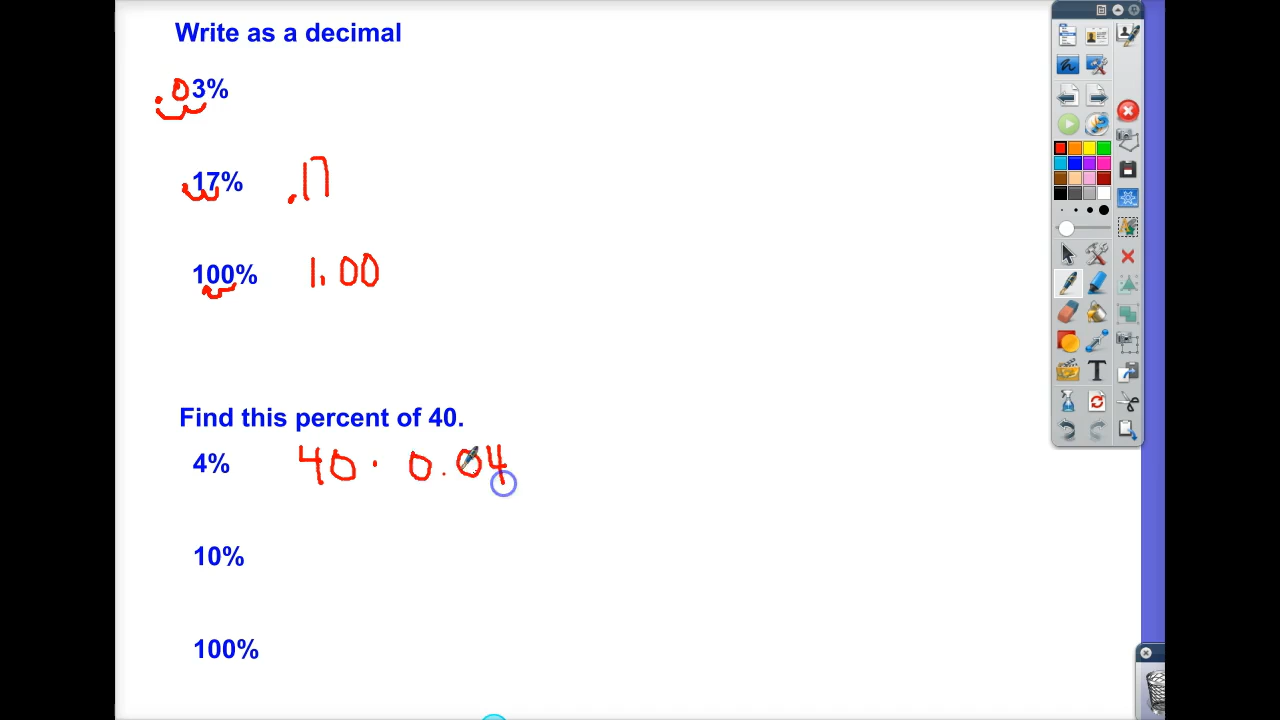 Write as a decimal
.03%
17% .17
100% 1.00
Find this percent of 40.
4% 40 · 0.04
10%
100%
T